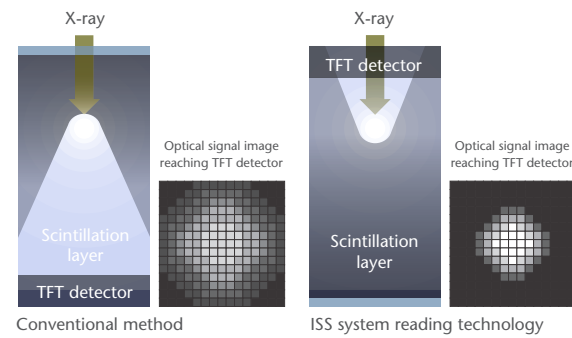 X-ray
Optical signal image
reaching TFT detector
Scintillation
layer
TFT detector
Conventional method
X-ray
TFT detector
Optical signal image
reaching TFT detector
Scintillation
layer
ISS system reading technology